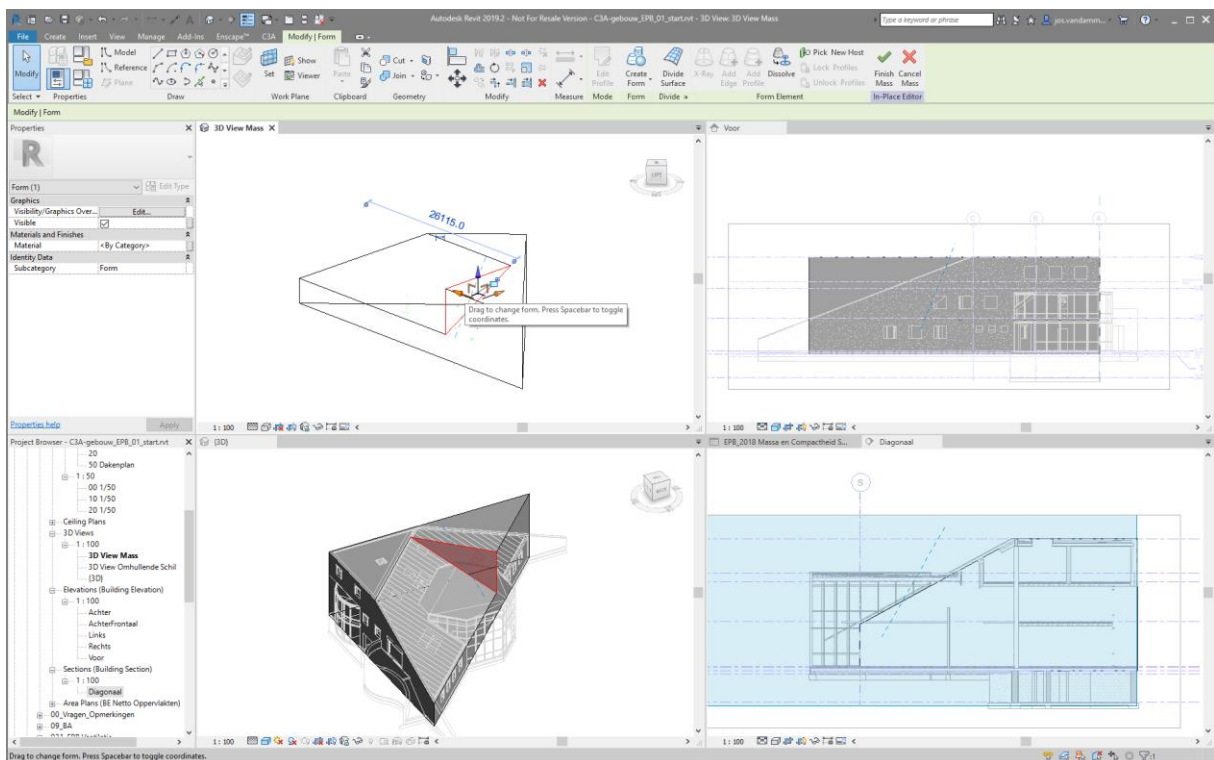 Autodesk Revit 2019.2 - Not For Resale Version - C3A-gebouw_EPB_01_start.rvt - 3D View: 3D View Mass
Type a keyword or phrase
jos.vandamm...
File Create Insert View Manage Add-Ins Enscape™ C3A Modify | Form
Modify
Model
Reference
Plane
Set
Show
Viewer
Paste
Cut
Join
Edit Profile
Create Form
Divide Surface
X-Ray
Add Edge
Add Profile
Dissolve
Pick New Host
Lock Profiles
Unlock Profiles
Finish Mass
Cancel Mass
Select Properties Draw Work Plane Clipboard Geometry Modify Measure Mode Form Divide Form Element In-Place Editor
Modify | Form
Properties
R
Form (1)
Edit Type
Graphics
Visibility/Graphics Over... Edit...
Visible
Materials and Finishes
Material <By Category>
Identity Data
Subcategory Form
Properties help
Apply
3D View Mass
26115.0
LEFT
Drag to change form. Press Spacebar to toggle
coordinates.
1 : 100
Voor
C B A
1 : 100
Project Browser - C3A-gebouw_EPB_01_start.rvt
20
50 Dakenplan
1 : 50
00 1/50
10 1/50
20 1/50
Ceiling Plans
3D Views
1 : 100
3D View Mass
3D View Omhullende Schil
{3D}
Elevations (Building Elevation)
1 : 100
Achter
AchterFrontaal
Links
Rechts
Voor
Sections (Building Section)
1 : 100
Diagonaal
Area Plans (BE Netto Oppervlakten)
00_Vragen_Opmerkingen
09_BA
{3D}
1 : 100
EPB_2018 Massa en Compactheid S...
Diagonaal
S
1 : 100
Drag to change form. Press Spacebar to toggle coordinates.
:1